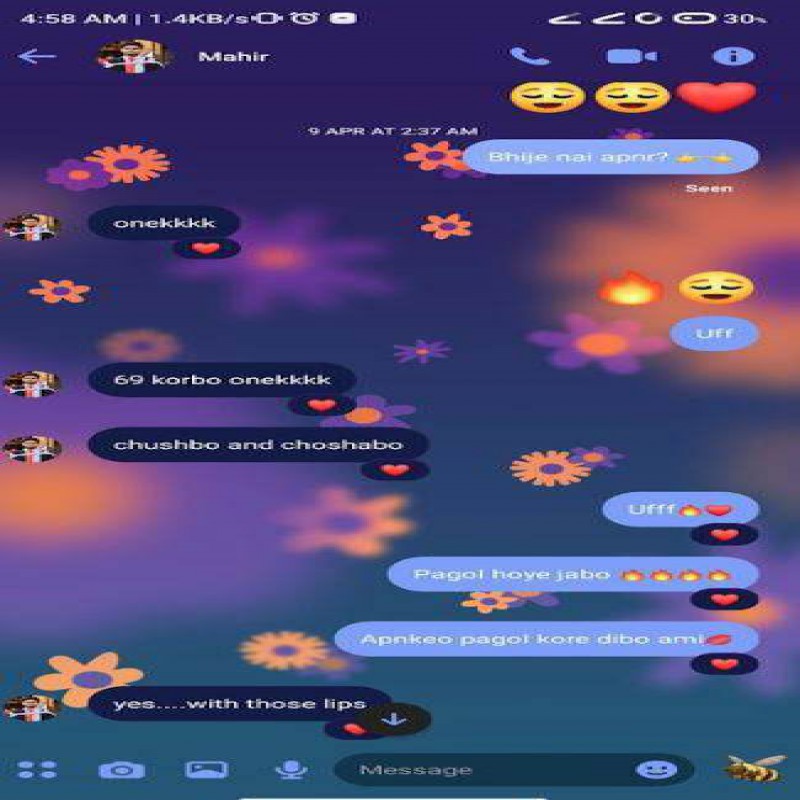 4:58 AM | 1.4KB/s
30%
Mahir
9 APR AT 2:37 AM
Bhije nai apnr?
Seen
onekkkk
Uff
69 korbo onekkkk
chushbo and choshabo
Ufff
Pagol hoye jabo
Apnkeo pagol kore dibo ami
yes....with those lips
Message